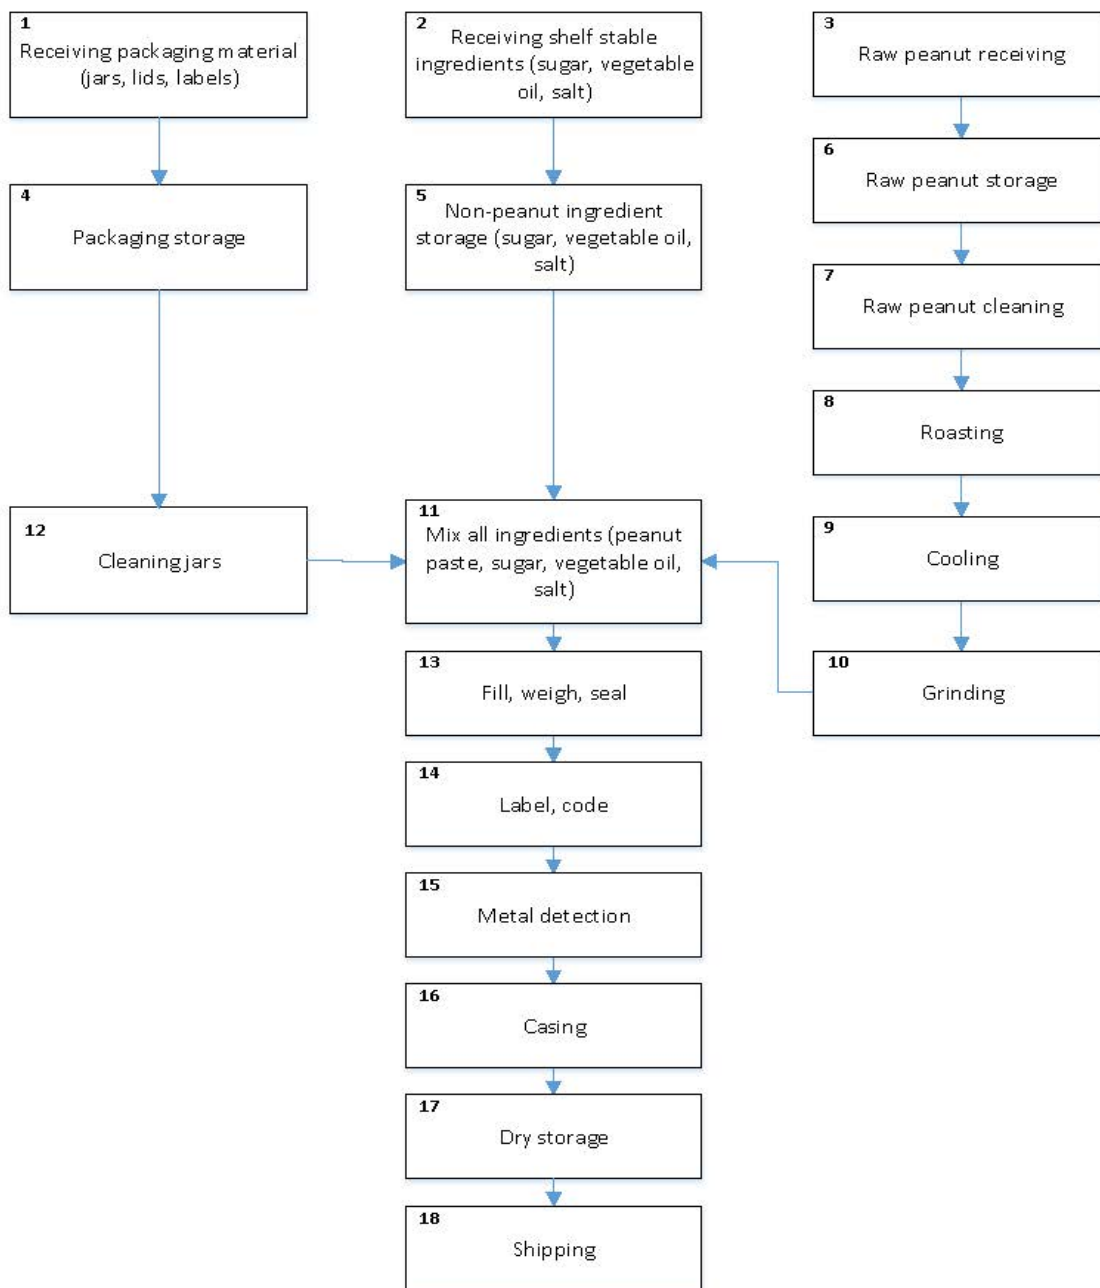 1
Receiving packaging material
(jars, lids, labels)
2
Receiving shelf stable
ingredients (sugar, vegetable
oil, salt)
3
Raw peanut receiving
4
Packaging storage
5
Non-peanut ingredient
storage (sugar, vegetable oil,
salt)
6
Raw peanut storage
7
Raw peanut cleaning
8
Roasting
9
Cooling
10
Grinding
12
Cleaning jars
11
Mix all ingredients (peanut
paste, sugar, vegetable oil,
salt)
13
Fill, weigh, seal
14
Label, code
15
Metal detection
16
Casing
17
Dry storage
18
Shipping